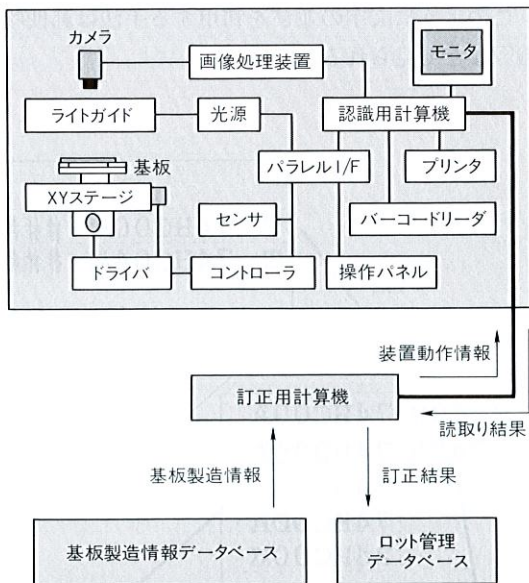 カメラ
画像処理装置
モニタ
ライトガイド
光源
認識用計算機
基板
パラレルI/F
プリンタ
XYステージ
センサ
バーコードリーダ
ドライバ
コントローラ
操作パネル
装置動作情報
訂正用計算機
読取り結果
基板製造情報
訂正結果
基板製造情報データベース
ロット管理
データベース